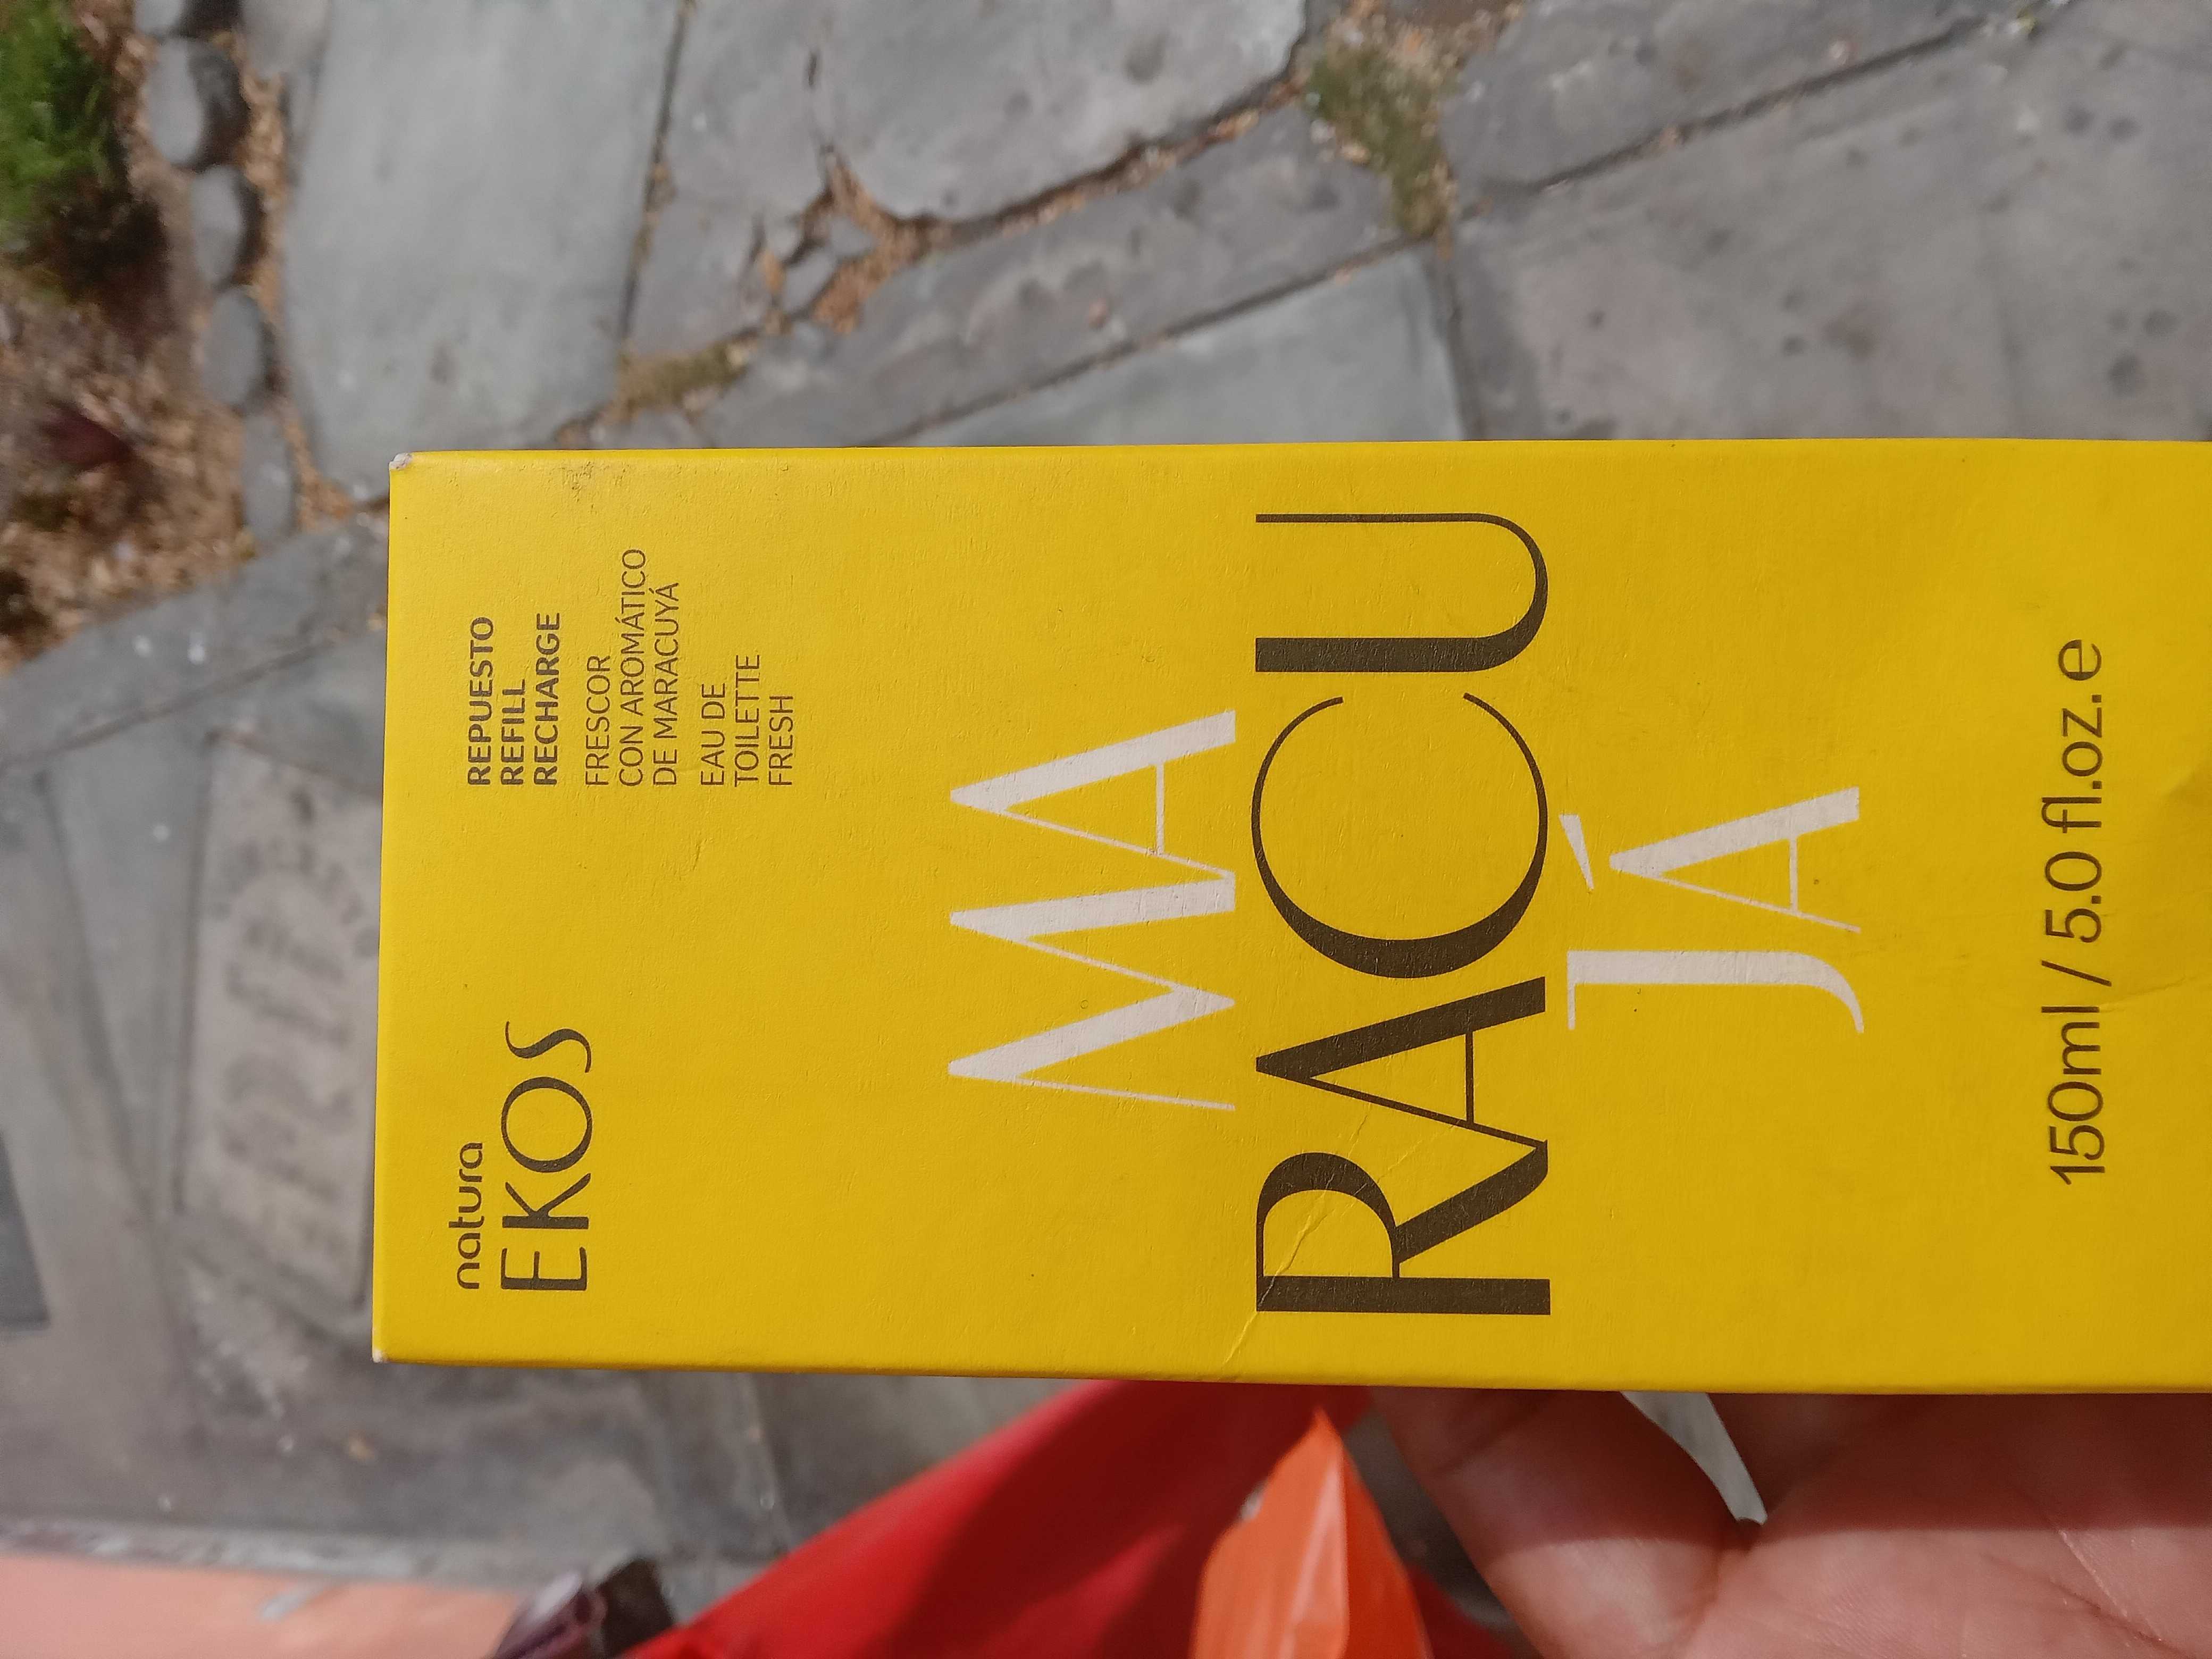 natura
EKOS
REPUESTO
REFILL
RECHARGE
FRESCOR
CON AROMÁTICO
DE MARACUYÁ
EAU DE
TOILETTE
FRESH
MA
RACU
JÁ
150ml / 5.0 fl.oz. e